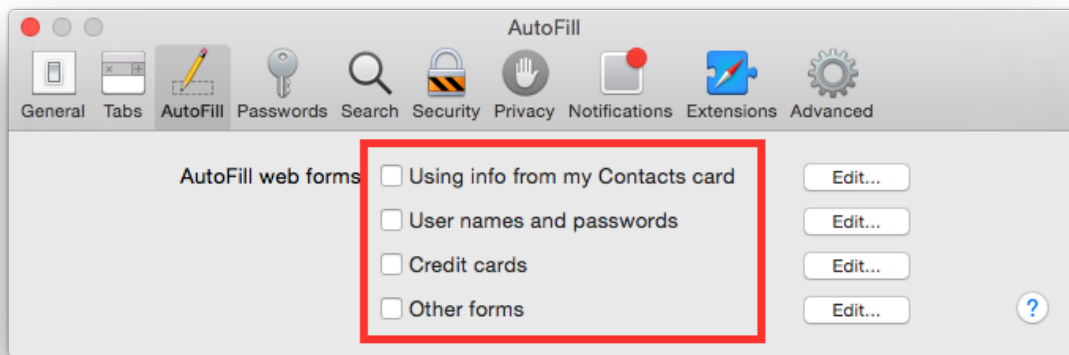 AutoFill
General Tabs AutoFill Passwords Search Security Privacy Notifications Extensions Advanced
AutoFill web forms Using info from my Contacts card Edit...
User names and passwords Edit...
Credit cards Edit...
Other forms Edit... ?